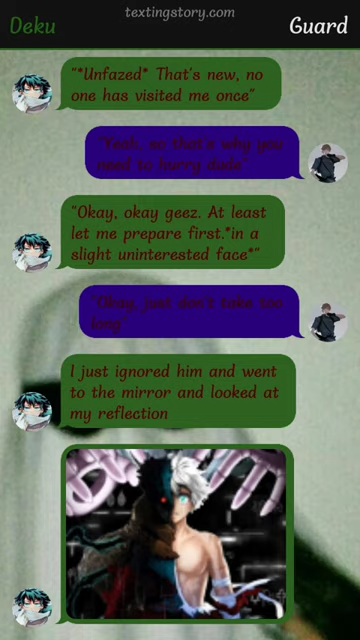 textingstory.com
Deku
Guard
"*Unfazed* That's new, no
one has visited me once"
"Yeah, so that's why you
need to hurry dude"
"Okay, okay geez. At least
let me prepare first.*in a
slight uninterested face*"
"Okay, just don't take too
long"
I just ignored him and went
to the mirror and looked at
my reflection